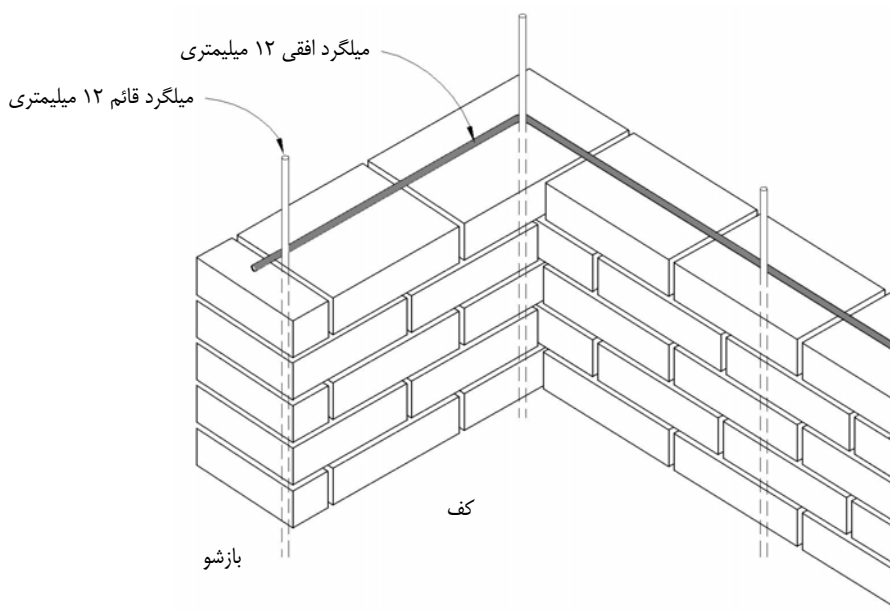 میلگرد افقی ۱۲ میلیمتری
میلگرد قائم ۱۲ میلیمتری
کف
بازشو